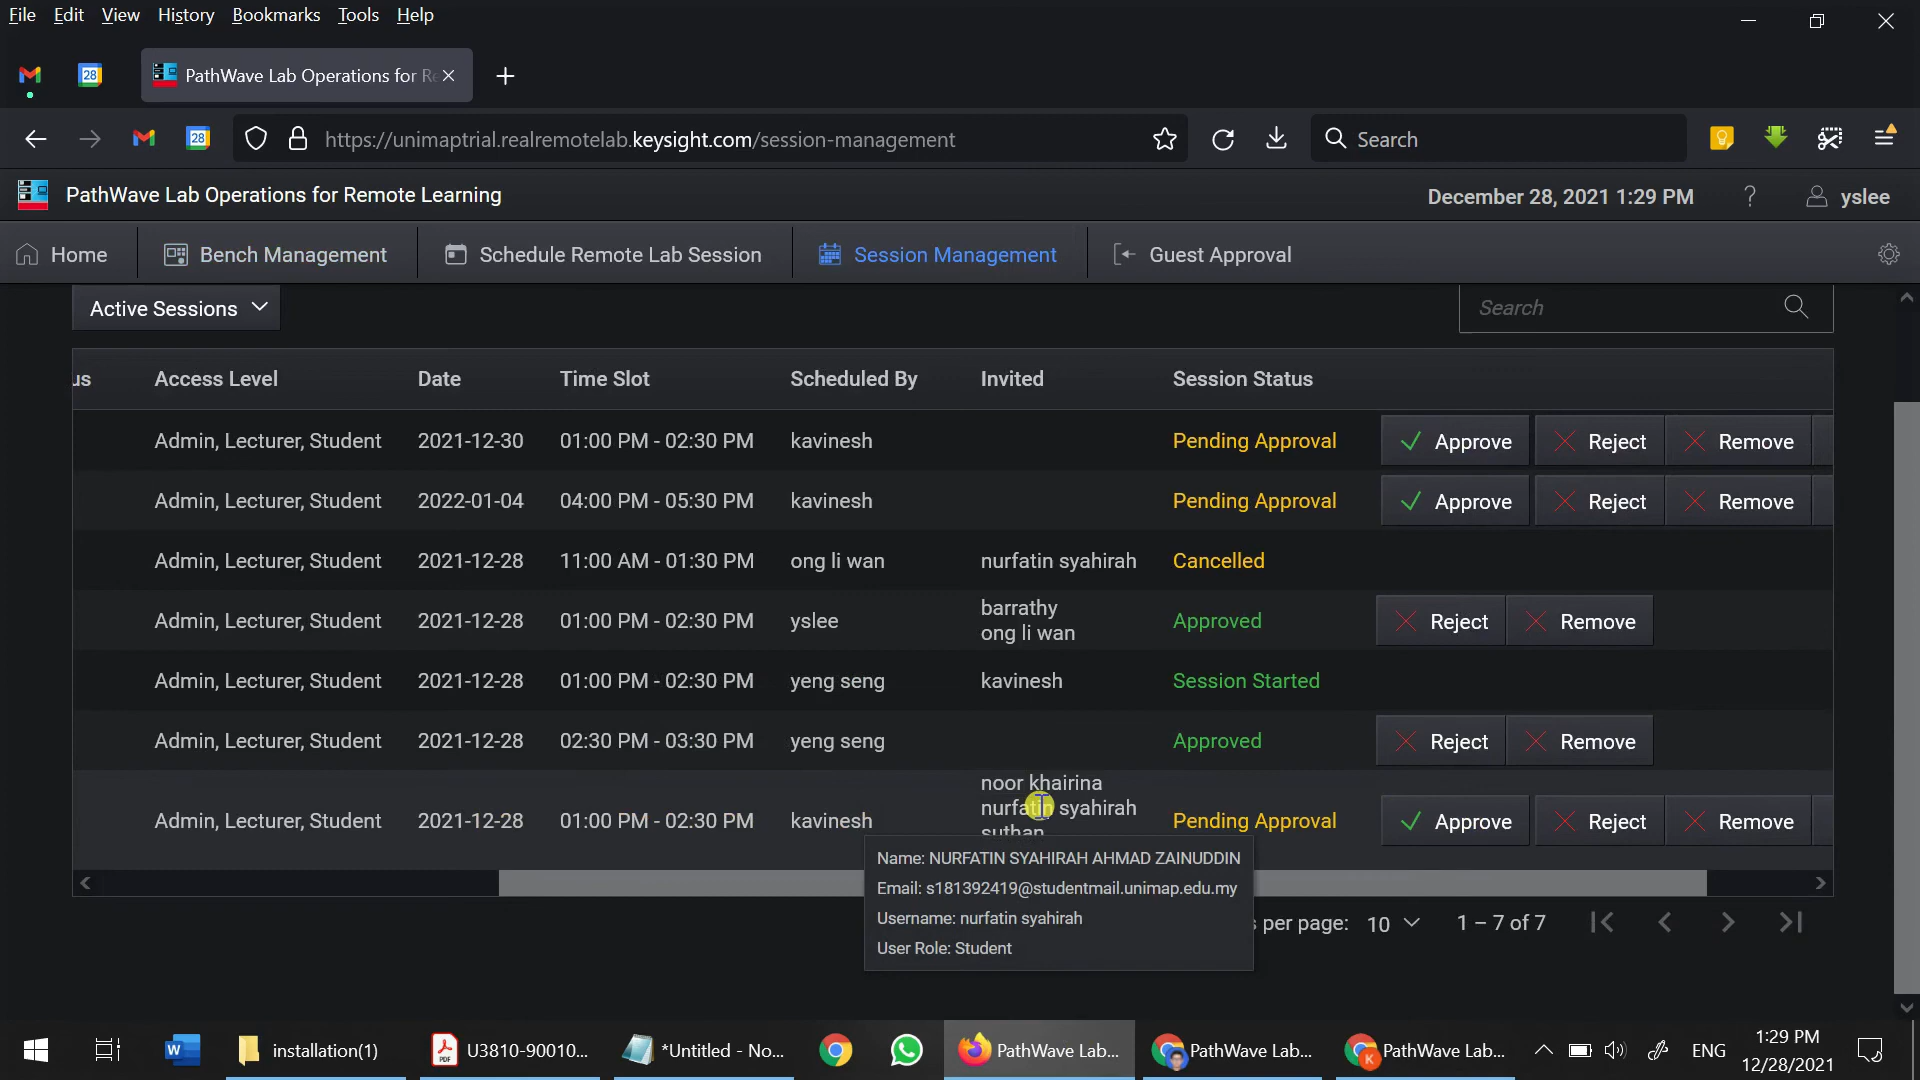 File Edit View History Bookmarks Tools Help
28 PathWave Lab Operations for Re
28 https://unimaptrial.realremotelab.keysight.com/session-management Search
PathWave Lab Operations for Remote Learning December 28, 2021 1:29 PM ? yslee
Home Bench Management Schedule Remote Lab Session Session Management Guest Approval
Active Sessions Search
us Access Level Date Time Slot Scheduled By Invited Session Status
Admin, Lecturer, Student 2021-12-30 01:00 PM - 02:30 PM kavinesh Pending Approval Approve Reject Remove
Admin, Lecturer, Student 2022-01-04 04:00 PM - 05:30 PM kavinesh Pending Approval Approve Reject Remove
Admin, Lecturer, Student 2021-12-28 11:00 AM - 01:30 PM ong li wan nurfatin syahirah Cancelled
barrathy
Admin, Lecturer, Student 2021-12-28 01:00 PM - 02:30 PM yslee Approved Reject Remove
ong li wan
Admin, Lecturer, Student 2021-12-28 01:00 PM - 02:30 PM yeng seng kavinesh Session Started
Admin, Lecturer, Student 2021-12-28 02:30 PM - 03:30 PM yeng seng Approved Reject Remove
noor khairina
nurfatin syahirah
Admin, Lecturer, Student 2021-12-28 01:00 PM - 02:30 PM kavinesh Pending Approval Approve Reject Remove
suthan
Name: NURFATIN SYAHIRAH AHMAD ZAINUDDIN
Email: s181392419@studentmail.unimap.edu.my
Username: nurfatin syahirah
User Role: Student
s per page: 10 1 – 7 of 7
installation(1) U3810-90010... *Untitled - No... PathWave Lab... PathWave Lab... K PathWave Lab... ENG 1:29 PM
12/28/2021